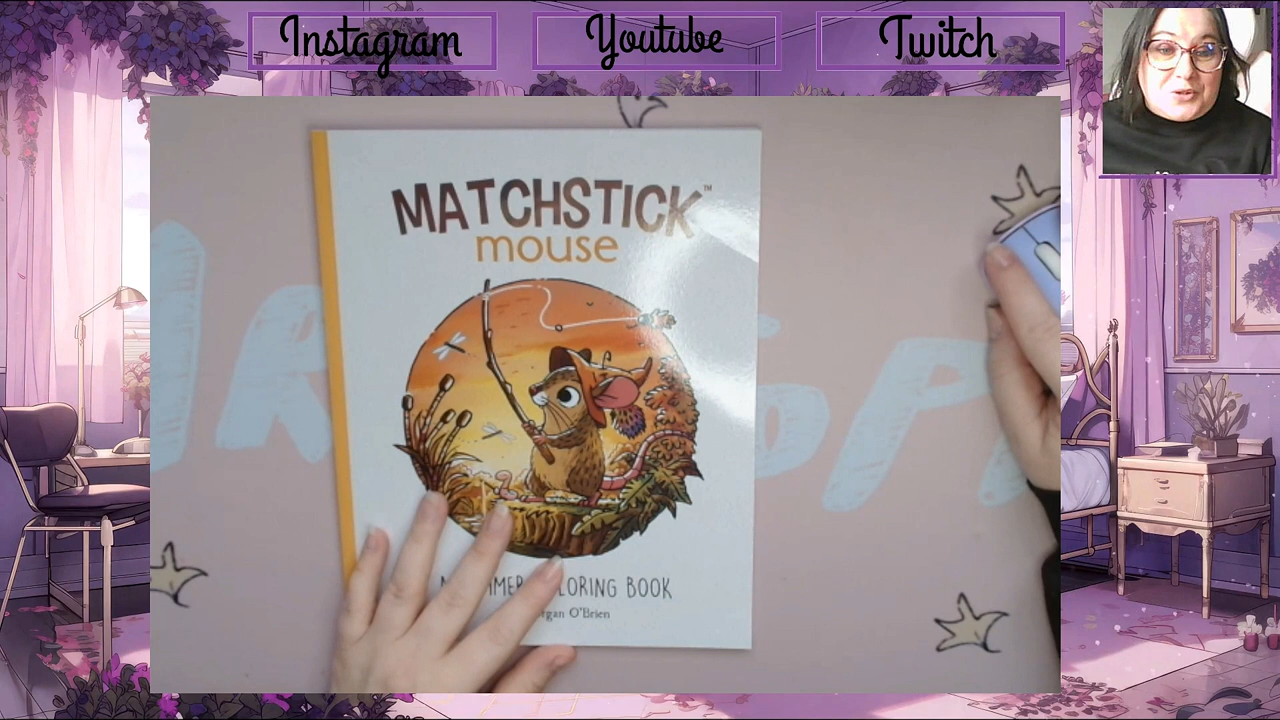 Instagram Youtube Twitch
MATCHSTICK™
mouse
COLORING BOOK
O'Brien